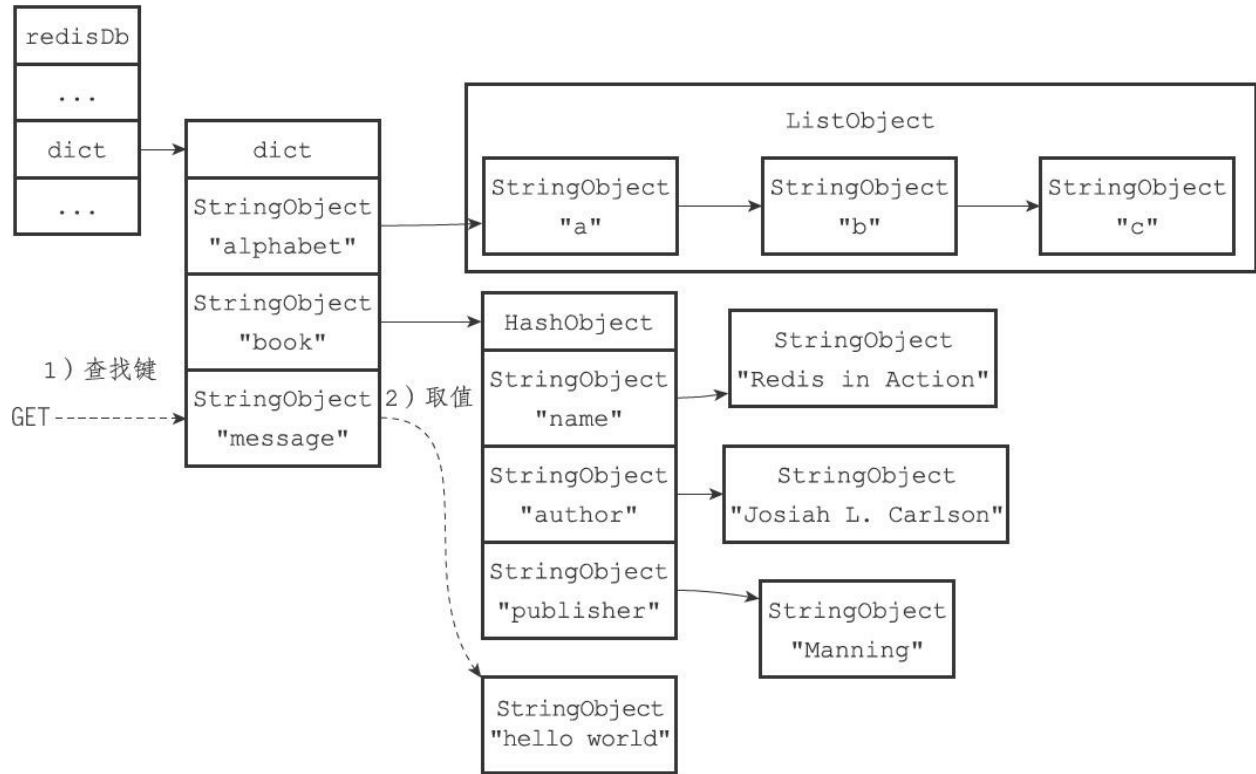 redisDb
...
dict
...
dict
StringObject
"alphabet"
StringObject
"book"
StringObject
"message"
1）查找键
GET
2）取值
ListObject
StringObject
"a"
StringObject
"b"
StringObject
"c"
HashObject
StringObject
"name"
StringObject
"author"
StringObject
"publisher"
StringObject
"Redis in Action"
StringObject
"Josiah L. Carlson"
StringObject
"Manning"
StringObject
"hello world"